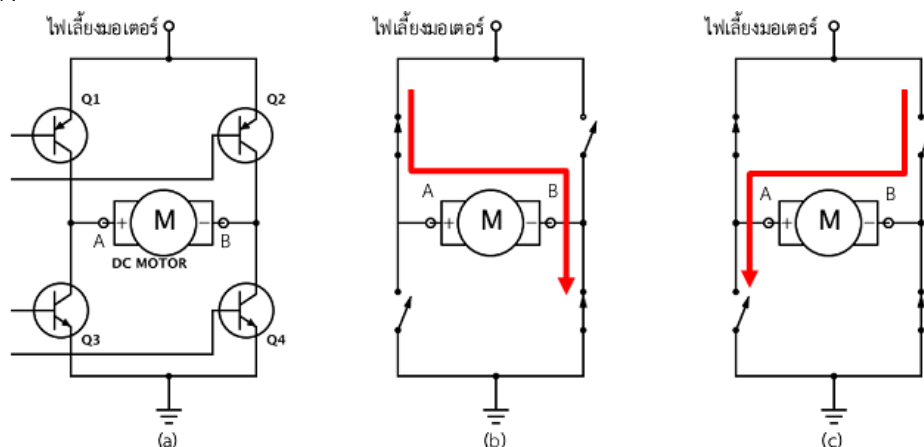 ไฟเลี้ยงมอเตอร์
Q1
Q2
+ M -
A
B
DC MOTOR
Q3
Q4
(a)
ไฟเลี้ยงมอเตอร์
A
B
+ M -
(b)
ไฟเลี้ยงมอเตอร์
A
B
+ M -
(c)